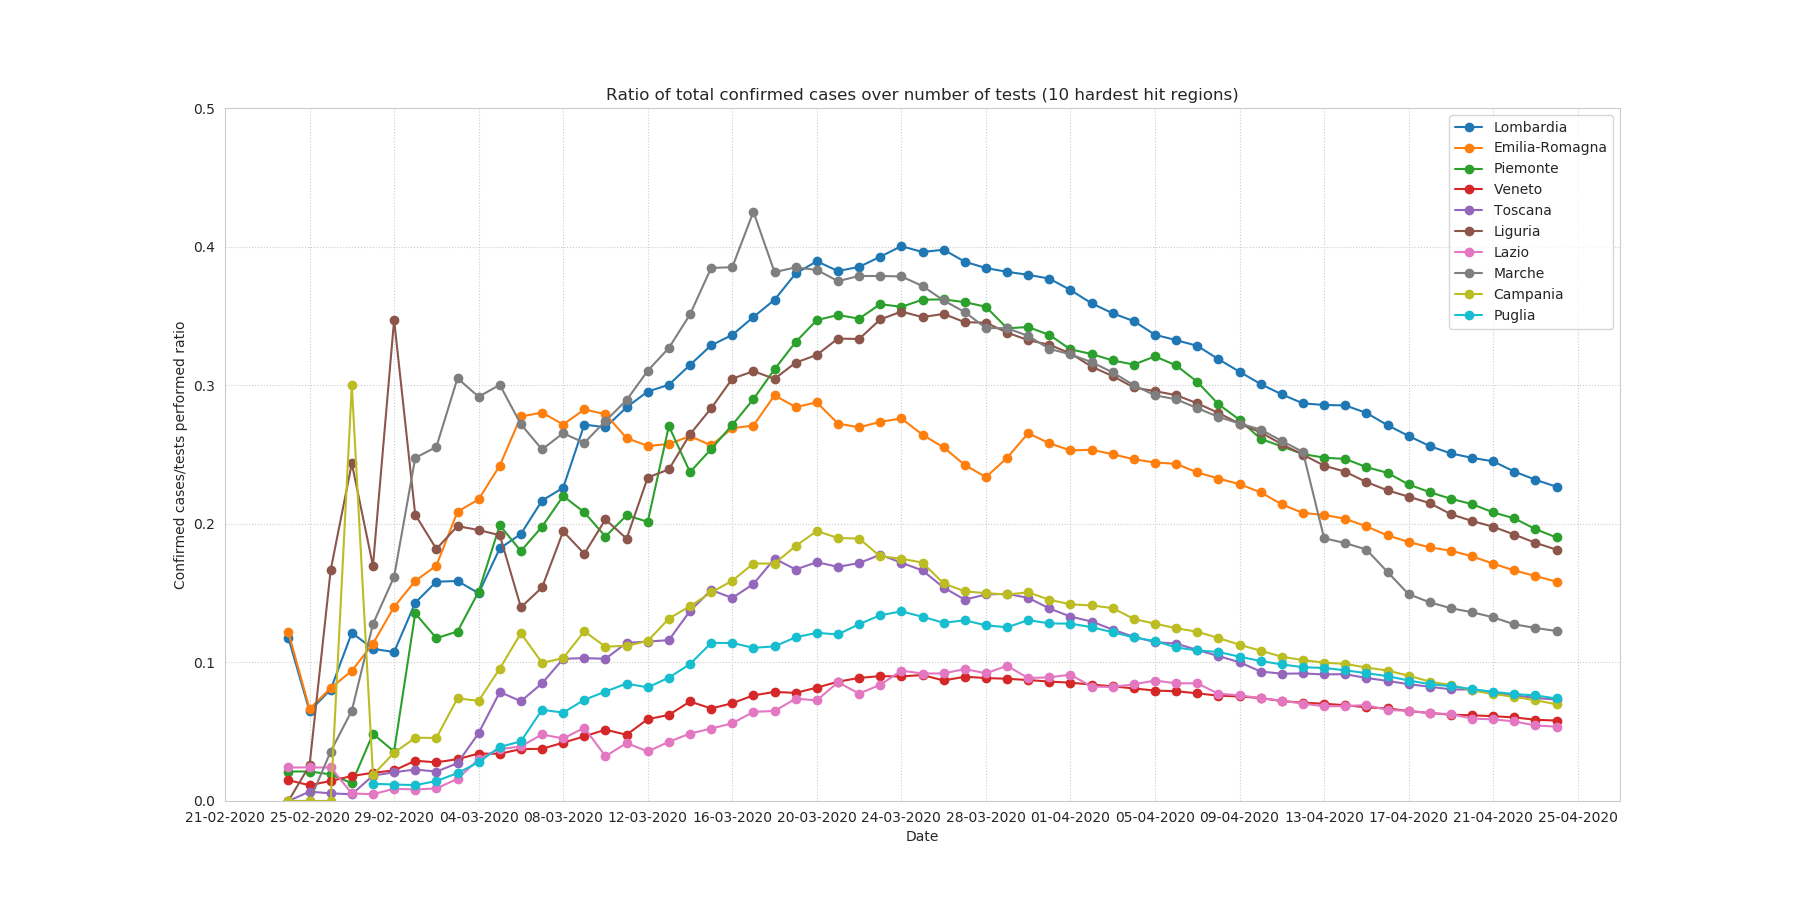 Ratio of total confirmed cases over number of tests (10 hardest hit regions)
0.5
0.4
0.3
0.2
0.1
0.0
Confirmed cases/tests performed ratio
Lombardia
Emilia-Romagna
Piemonte
Veneto
Toscana
Liguria
Lazio
Marche
Campania
Puglia
21-02-2020 25-02-2020 29-02-2020 04-03-2020 08-03-2020 12-03-2020 16-03-2020 20-03-2020 24-03-2020 28-03-2020 01-04-2020 05-04-2020 09-04-2020 13-04-2020 17-04-2020 21-04-2020 25-04-2020
Date